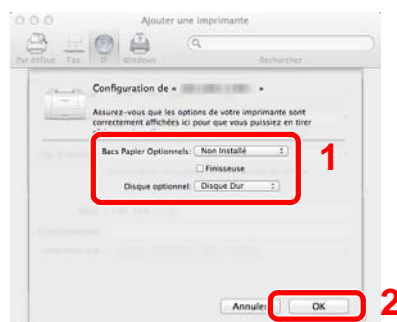 Ajouter une imprimante
Par défaut Fax IP Windows Rechercher
Configuration de « »
Assurez-vous que les options de votre imprimante sont
correctement affichées ici pour que vous puissiez en tirer
Bacs Papier Optionnels: Non Installé
1
Finisseuse
Disque optionnel: Disque Dur
Annuler OK
2